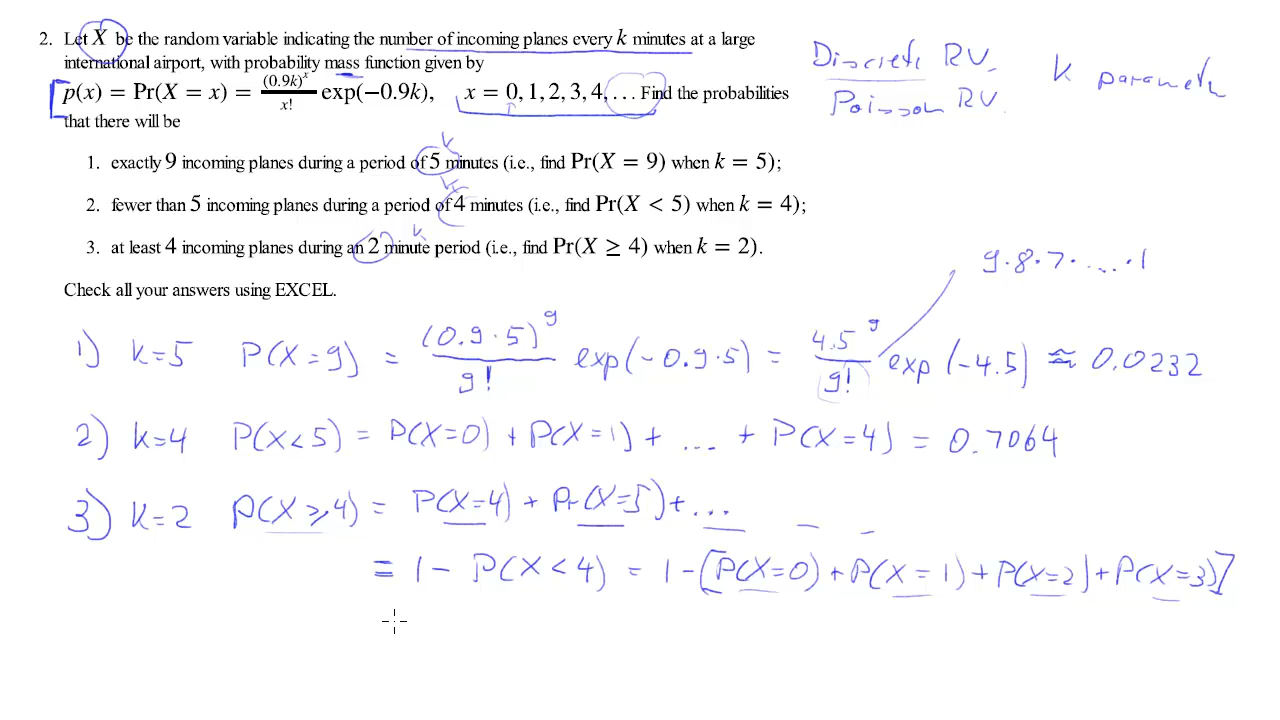 2. Let X be the random variable indicating the number of incoming planes every k minutes at a large
international airport, with probability mass function given by
p(x) = Pr(X = x) = (0.9k)^x / x! exp(−0.9k), x = 0, 1, 2, 3, 4, … Find the probabilities
that there will be
Discrete RV.
Poisson RV
k parameter
k
1. exactly 9 incoming planes during a period of 5 minutes (i.e., find Pr(X = 9) when k = 5);
k
2. fewer than 5 incoming planes during a period of 4 minutes (i.e., find Pr(X < 5) when k = 4);
k
3. at least 4 incoming planes during an 2 minute period (i.e., find Pr(X ≥ 4) when k = 2).
Check all your answers using EXCEL.
9·8·7· … ·1
1) k=5 P(X=9) = (0.9·5)^9 / 9! exp(−0.9·5) = 4.5^9 / 9! exp(−4.5) ≈ 0.0232
2) k=4 P(X<5) = P(X=0) + P(X=1) + … + P(X=4) = 0.7064
3) k=2 P(X⩾4) = P(X=4) + Pr(X=5) + …
= 1 − P(X<4) = 1 − [P(X=0) + P(X=1) + P(X=2) + P(X=3)]